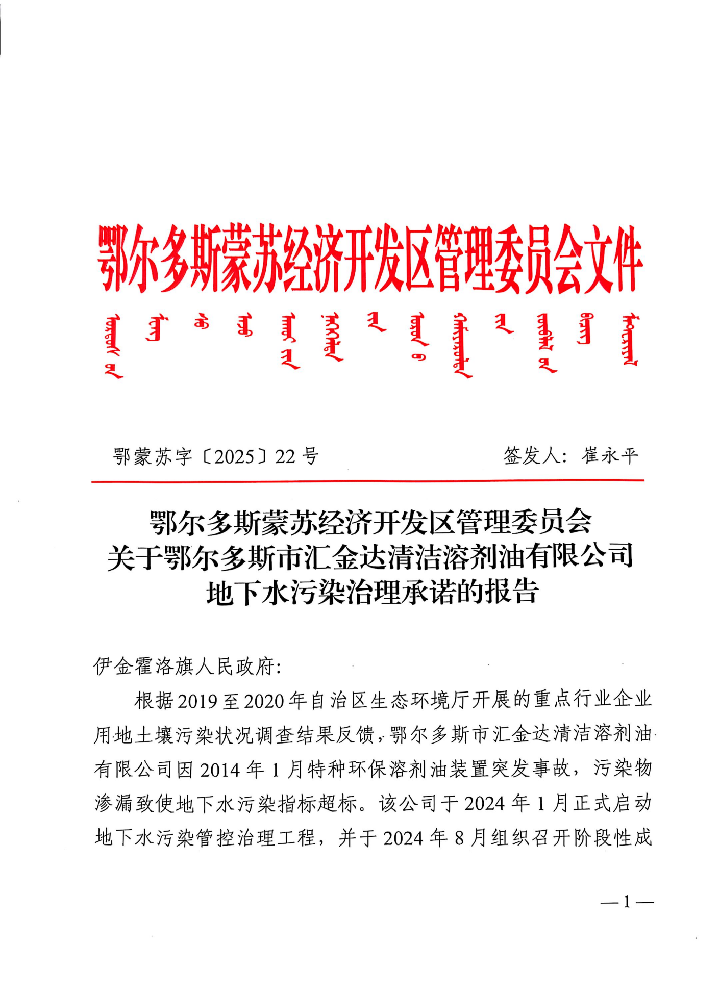 鄂尔多斯蒙苏经济开发区管理委员会文件
鄂蒙苏字〔2025〕22号
签发人：崔永平
鄂尔多斯蒙苏经济开发区管理委员会
关于鄂尔多斯市汇金达清洁溶剂油有限公司
地下水污染治理承诺的报告
伊金霍洛旗人民政府：
根据2019至2020年自治区生态环境厅开展的重点行业企业
用地土壤污染状况调查结果反馈，鄂尔多斯市汇金达清洁溶剂油
有限公司因2014年1月特种环保溶剂油装置突发事故，污染物
渗漏致使地下水污染指标超标。该公司于2024年1月正式启动
地下水污染管控治理工程，并于2024年8月组织召开阶段性成
— 1 —